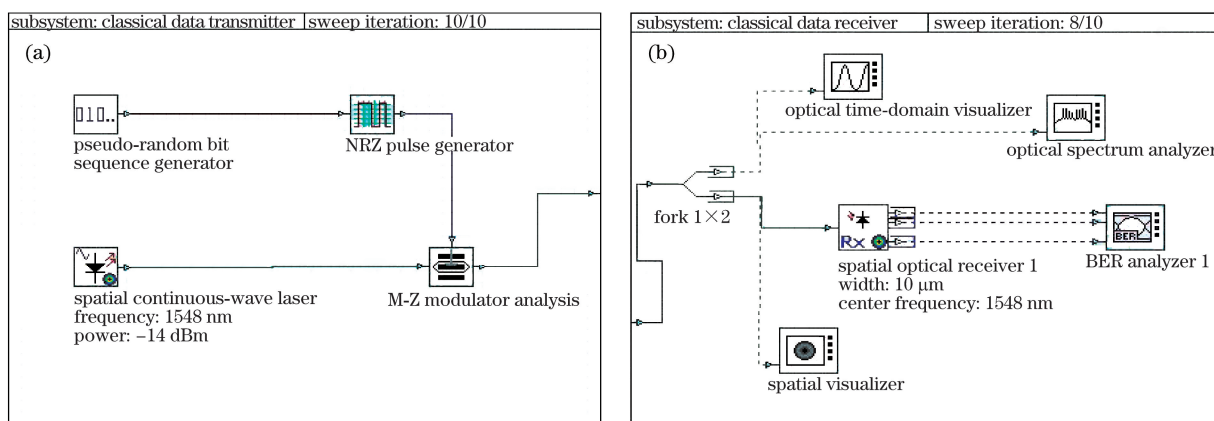 subsystem: classical data transmitter
sweep iteration: 10/10
(a)
010..
pseudo-random bit
sequence generator
NRZ pulse generator
spatial continuous-wave laser
frequency: 1548 nm
power: −14 dBm
M-Z modulator analysis
subsystem: classical data receiver
sweep iteration: 8/10
(b)
optical time-domain visualizer
optical spectrum analyzer
fork 1×2
Rx
spatial optical receiver 1
width: 10 μm
center frequency: 1548 nm
BER
BER analyzer 1
spatial visualizer